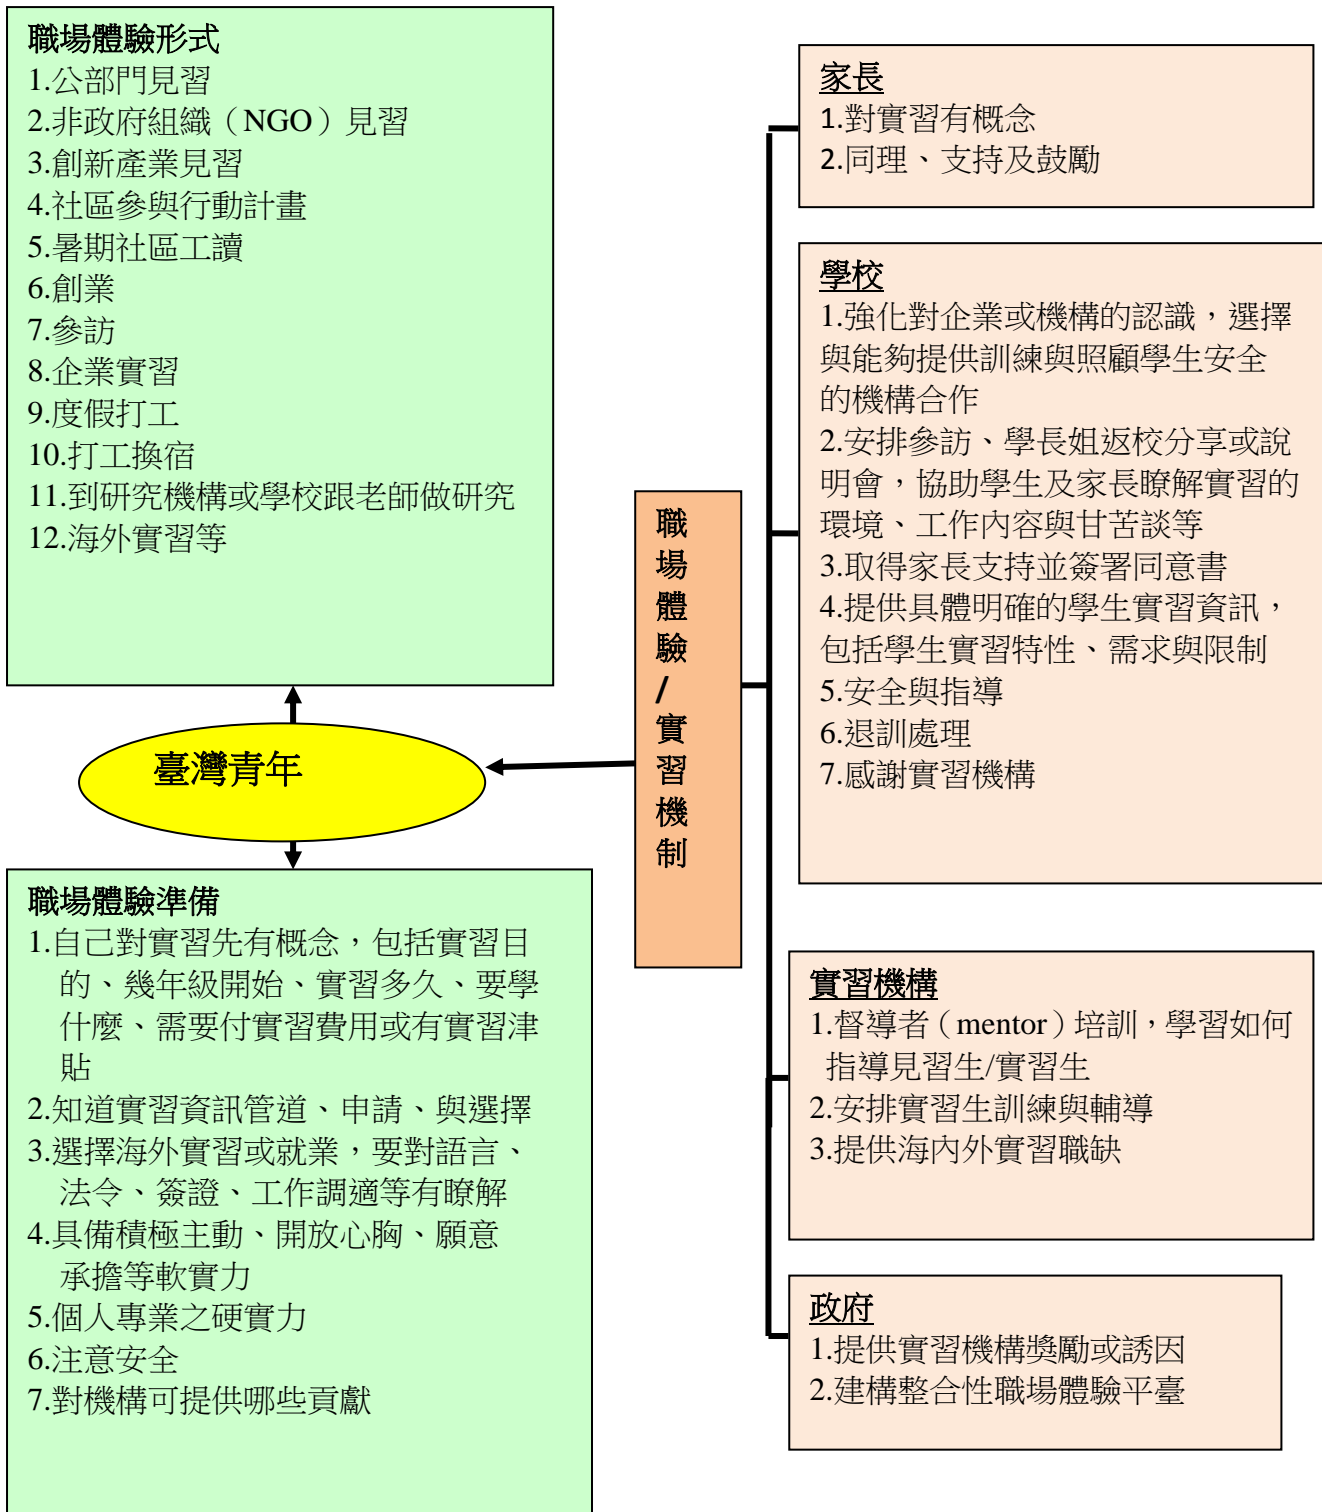 職場體驗形式
1.公部門見習
2.非政府組織（NGO）見習
3.創新產業見習
4.社區參與行動計畫
5.暑期社區工讀
6.創業
7.參訪
8.企業實習
9.度假打工
10.打工換宿
11.到研究機構或學校跟老師做研究
12.海外實習等
臺灣青年
職場體驗準備
1.自己對實習先有概念，包括實習目
的、幾年級開始、實習多久、要學
什麼、需要付實習費用或有實習津
貼
2.知道實習資訊管道、申請、與選擇
3.選擇海外實習或就業，要對語言、
法令、簽證、工作調適等有瞭解
4.具備積極主動、開放心胸、願意
承擔等軟實力
5.個人專業之硬實力
6.注意安全
7.對機構可提供哪些貢獻
職
場
體
驗
/
實
習
機
制
家長
1.對實習有概念
2.同理、支持及鼓勵
學校
1.強化對企業或機構的認識，選擇
與能夠提供訓練與照顧學生安全
的機構合作
2.安排參訪、學長姐返校分享或說
明會，協助學生及家長瞭解實習的
環境、工作內容與甘苦談等
3.取得家長支持並簽署同意書
4.提供具體明確的學生實習資訊，
包括學生實習特性、需求與限制
5.安全與指導
6.退訓處理
7.感謝實習機構
實習機構
1.督導者（mentor）培訓，學習如何
指導見習生/實習生
2.安排實習生訓練與輔導
3.提供海內外實習職缺
政府
1.提供實習機構獎勵或誘因
2.建構整合性職場體驗平臺